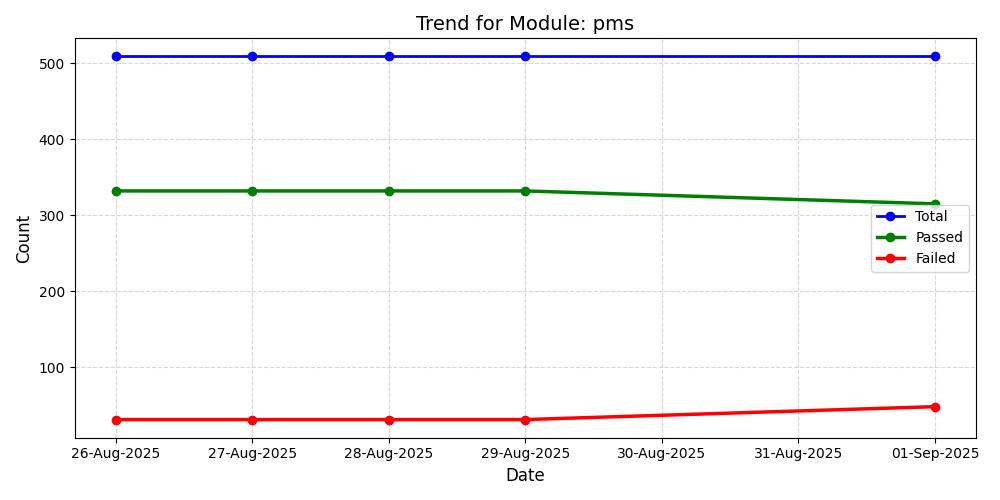 Trend for Module: pms
Count
500
400
300
200
100
Total
Passed
Failed
26-Aug-2025 27-Aug-2025 28-Aug-2025 29-Aug-2025 30-Aug-2025 31-Aug-2025 01-Sep-2025
Date